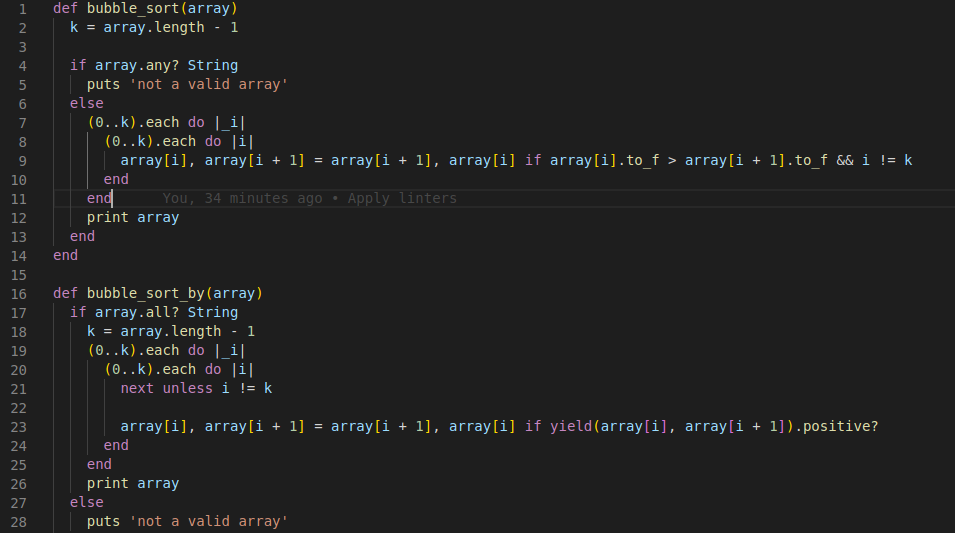 1 def bubble_sort(array)
2   k = array.length - 1
3
4   if array.any? String
5     puts 'not a valid array'
6   else
7     (0..k).each do |_i|
8       (0..k).each do |i|
9         array[i], array[i + 1] = array[i + 1], array[i] if array[i].to_f > array[i + 1].to_f && i != k
10       end
11     end You, 34 minutes ago • Apply linters
12     print array
13   end
14 end
15
16 def bubble_sort_by(array)
17   if array.all? String
18     k = array.length - 1
19     (0..k).each do |_i|
20       (0..k).each do |i|
21         next unless i != k
22
23         array[i], array[i + 1] = array[i + 1], array[i] if yield(array[i], array[i + 1]).positive?
24       end
25     end
26     print array
27   else
28     puts 'not a valid array'